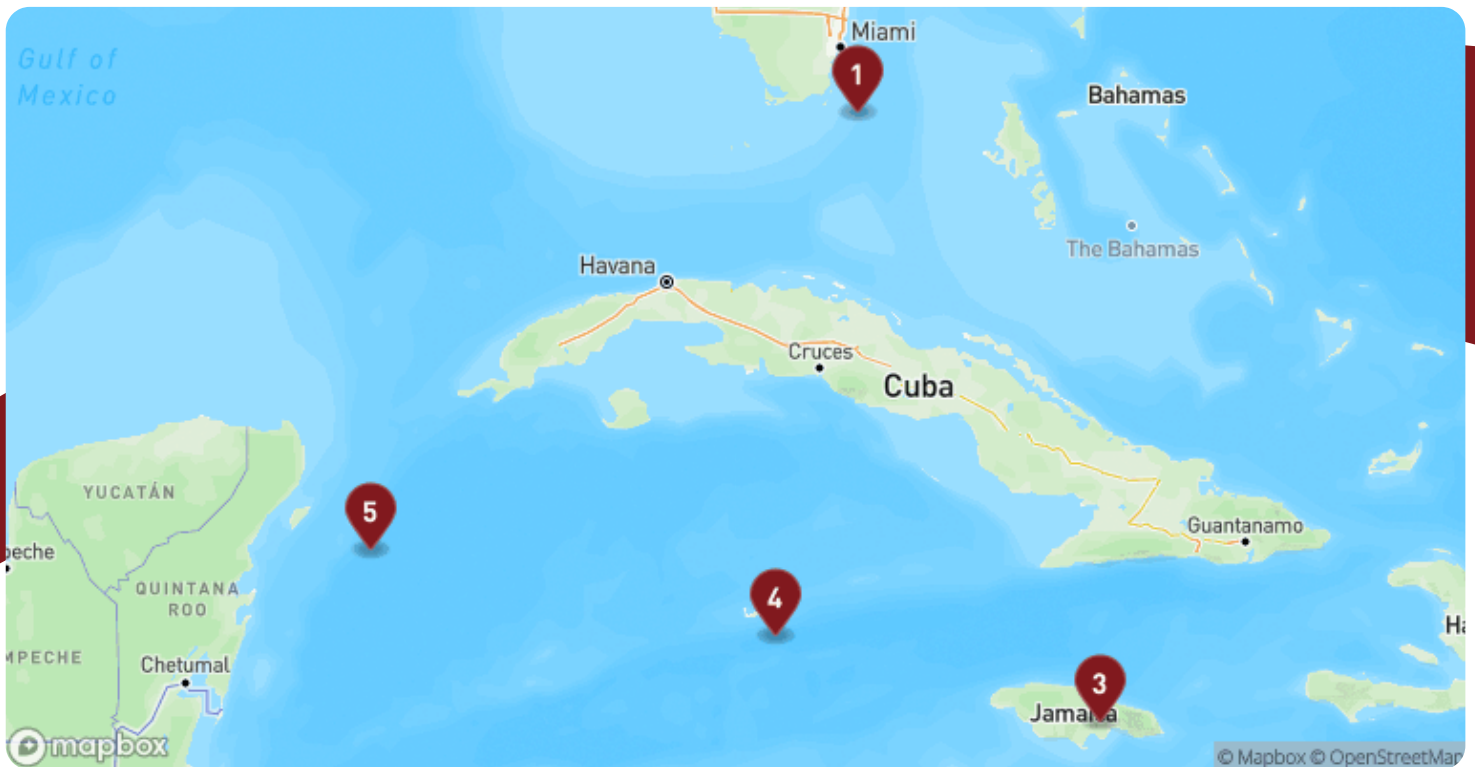 Gulf of
Mexico
Miami
1
Bahamas
The Bahamas
Havana
Cruces
Cuba
YUCATÁN
5
Guantanamo
peche
QUINTANA
ROO
4
Ha
MPECHE
Chetumal
3
Jamaica
mapbox
© Mapbox © OpenStreetMap